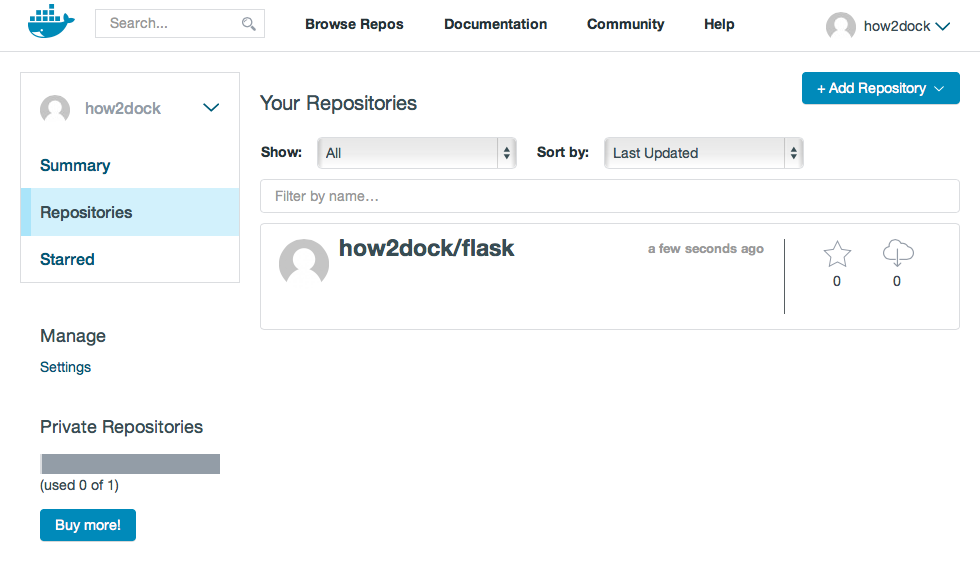 Search...
Browse Repos
Documentation
Community
Help
how2dock
how2dock
Summary
Repositories
Starred
Manage
Settings
Private Repositories
(used 0 of 1)
Buy more!
Your Repositories
+ Add Repository
Show: All
Sort by: Last Updated
Filter by name...
how2dock/flask
a few seconds ago
0
0